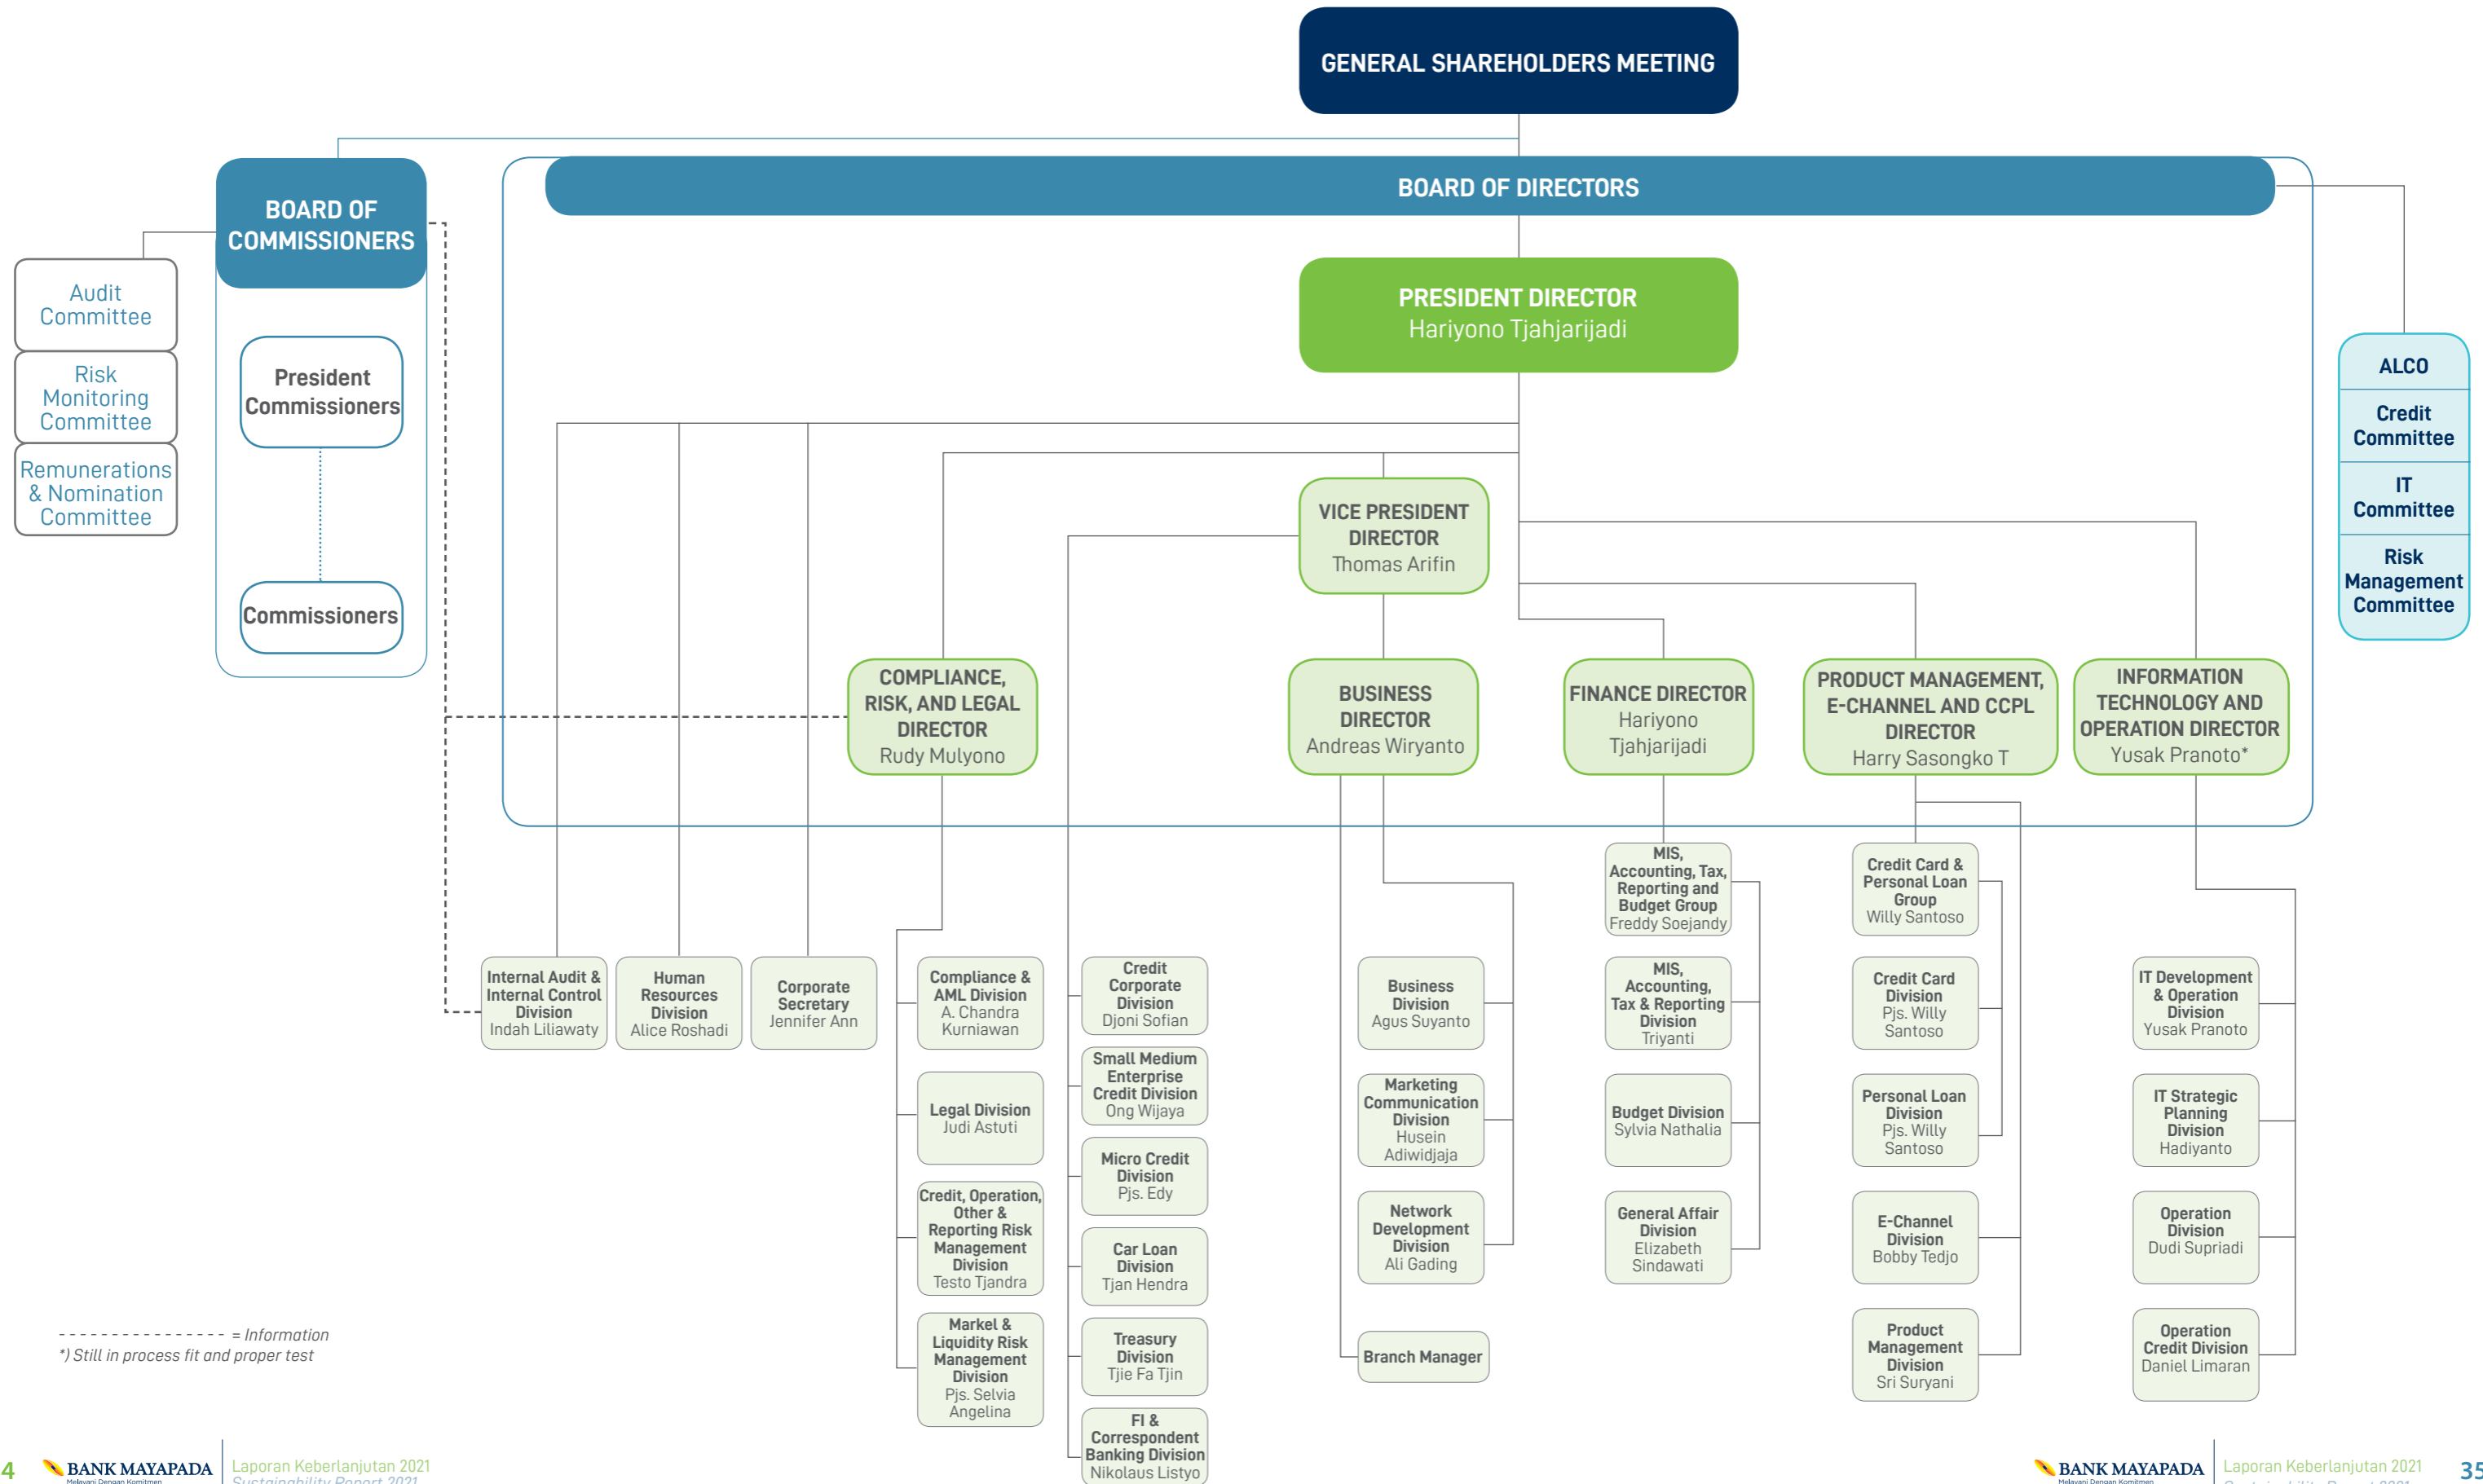 GENERAL SHAREHOLDERS MEETING
BOARD OF
COMMISSIONERS
BOARD OF DIRECTORS
PRESIDENT DIRECTOR
Hariyono Tjahjarijadi
Audit
Committee
Risk
Monitoring
Committee
Remunerations
& Nomination
Committee
President
Commissioners
Commissioners
ALCO
Credit
Committee
IT
Committee
Risk
Management
Committee
VICE PRESIDENT
DIRECTOR
Thomas Arifin
COMPLIANCE,
RISK, AND LEGAL
DIRECTOR
Rudy Mulyono
BUSINESS
DIRECTOR
Andreas Wiryanto
FINANCE DIRECTOR
Hariyono
Tjahjarijadi
PRODUCT MANAGEMENT,
E-CHANNEL AND CCPL
DIRECTOR
Harry Sasongko T
INFORMATION
TECHNOLOGY AND
OPERATION DIRECTOR
Yusak Pranoto*
Internal Audit &
Internal Control
Division
Indah Liliawaty
Human
Resources
Division
Alice Roshadi
Corporate
Secretary
Jennifer Ann
Compliance &
AML Division
A. Chandra
Kurniawan
Legal Division
Judi Astuti
Credit, Operation,
Other &
Reporting Risk
Management
Division
Testo Tjandra
Markel &
Liquidity Risk
Management
Division
Pjs. Selvia
Angelina
Credit
Corporate
Division
Djoni Sofian
Small Medium
Enterprise
Credit Division
Ong Wijaya
Micro Credit
Division
Pjs. Edy
Car Loan
Division
Tjan Hendra
Treasury
Division
Tjie Fa Tjin
FI &
Correspondent
Banking Division
Nikolaus Listyo
Business
Division
Agus Suyanto
Marketing
Communication
Division
Husein
Adiwidjaja
Network
Development
Division
Ali Gading
Branch Manager
MIS,
Accounting, Tax,
Reporting and
Budget Group
Freddy Soejandy
MIS,
Accounting,
Tax & Reporting
Division
Triyanti
Budget Division
Sylvia Nathalia
General Affair
Division
Elizabeth
Sindawati
Credit Card &
Personal Loan
Group
Willy Santoso
Credit Card
Division
Pjs. Willy
Santoso
Personal Loan
Division
Pjs. Willy
Santoso
E-Channel
Division
Bobby Tedjo
Product
Management
Division
Sri Suryani
IT Development
& Operation
Division
Yusak Pranoto
IT Strategic
Planning
Division
Hadiyanto
Operation
Division
Dudi Supriadi
Operation
Credit Division
Daniel Limaran
= Information
*) Still in process fit and proper test
4
BANK MAYAPADA
Melayani Dengan Komitmen
Laporan Keberlanjutan 2021
Sustainability Report 2021
BANK MAYAPADA
Melayani Dengan Komitmen
Laporan Keberlanjutan 2021
Sustainability Report 2021
35